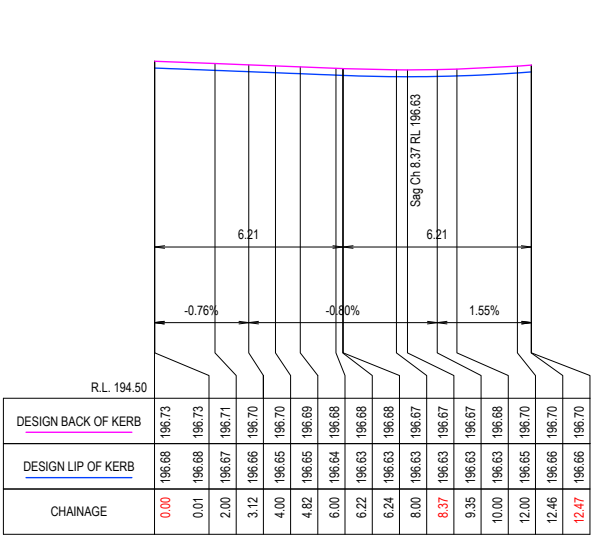 Sag Ch 8.37 RL 196.63
6.21 6.21
-0.76% -0.80% 1.55%
R.L. 194.50
DESIGN BACK OF KERB 196.73 196.73 196.71 196.70 196.70 196.69 196.68 196.68 196.68 196.67 196.67 196.67 196.68 196.70 196.70 196.70
DESIGN LIP OF KERB 196.68 196.68 196.67 196.66 196.65 196.65 196.64 196.63 196.63 196.63 196.63 196.63 196.63 196.65 196.66 196.66
CHAINAGE 0.00 0.01 2.00 3.12 4.00 4.82 6.00 6.22 6.24 8.00 8.37 9.35 10.00 12.00 12.46 12.47